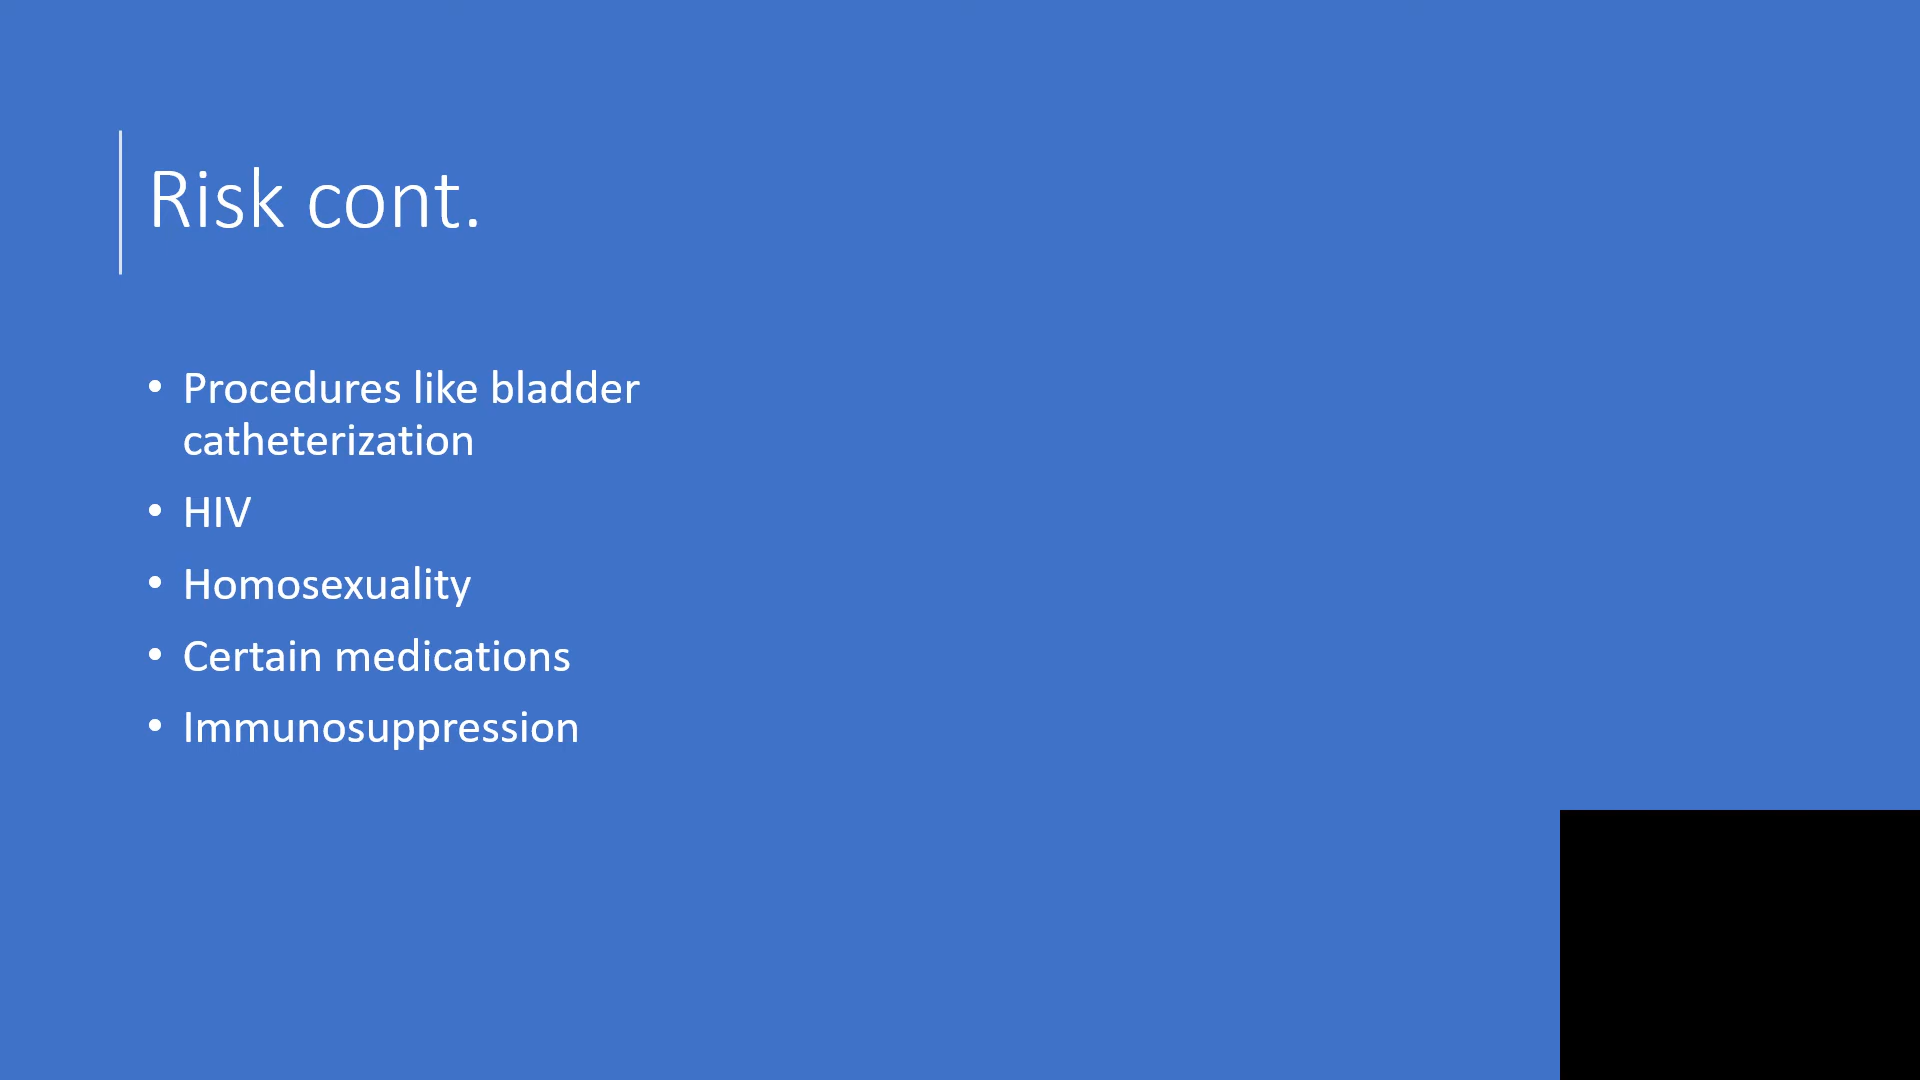 Risk cont.
• Procedures like bladder
catheterization
• HIV
• Homosexuality
• Certain medications
• Immunosuppression